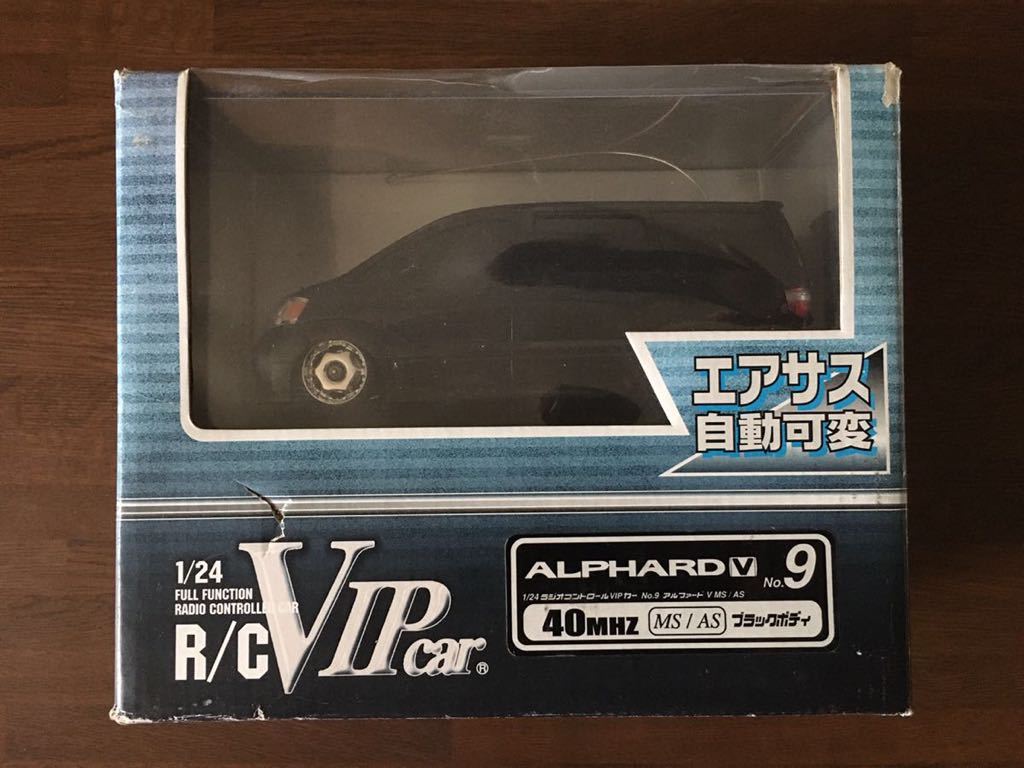 エアサス
自動可変
1/24
FULL FUNCTION
RADIO CONTROLLED CAR
R/C VIP car®
ALPHARD V No.9
1/24 ラジオコントロール VIPカー No.9 アルファード V MS / AS
40MHZ MS / AS ブラックボディ